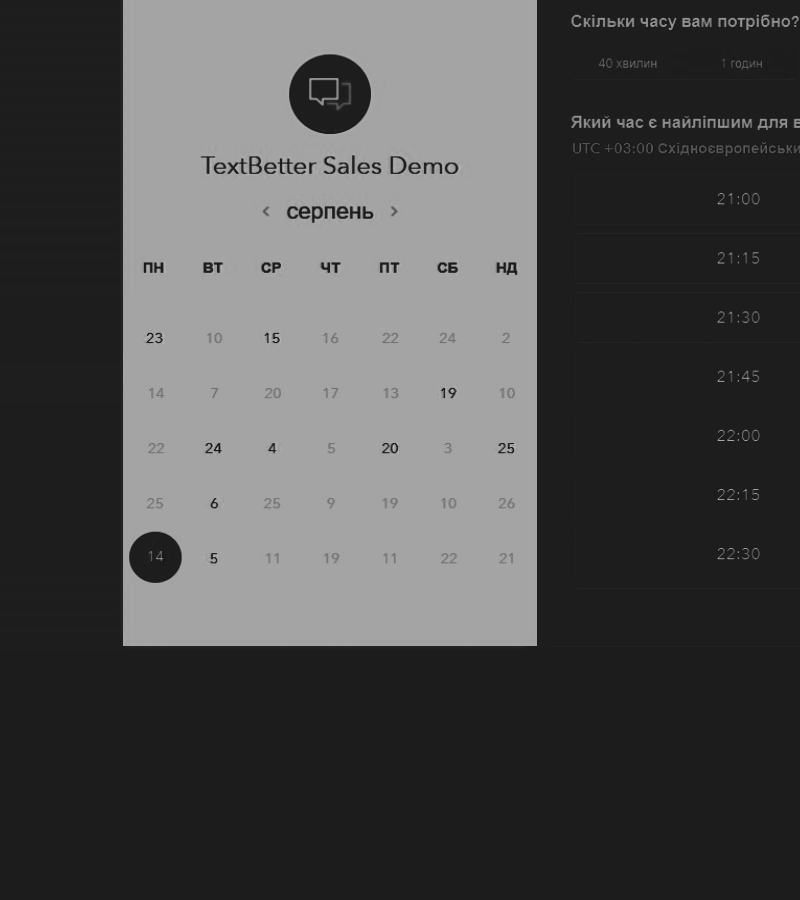 TextBetter Sales Demo
серпень
ПН ВТ СР ЧТ ПТ СБ НД
23 10 15 16 22 24 2
14 7 20 17 13 19 10
22 24 4 5 20 3 25
25 6 25 9 19 10 26
14 5 11 19 11 22 21
Скільки часу вам потрібно?
40 хвилин 1 годин
Який час є найліпшим для в
UTC +03:00 Східноєвропейськи
21:00
21:15
21:30
21:45
22:00
22:15
22:30